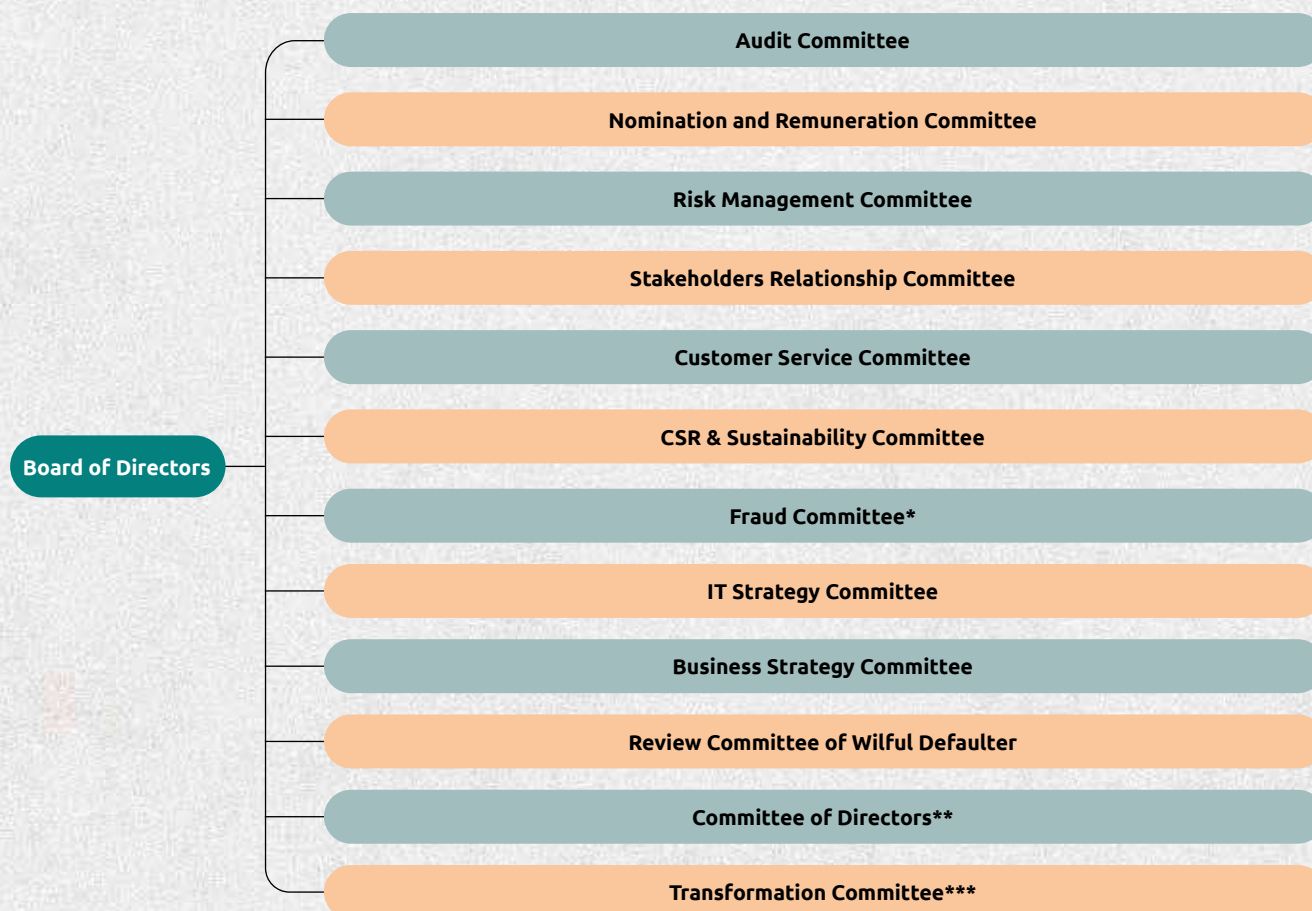 Audit Committee
Nomination and Remuneration Committee
Risk Management Committee
Stakeholders Relationship Committee
Customer Service Committee
CSR & Sustainability Committee
Board of Directors
Fraud Committee*
IT Strategy Committee
Business Strategy Committee
Review Committee of Wilful Defaulter
Committee of Directors**
Transformation Committee***